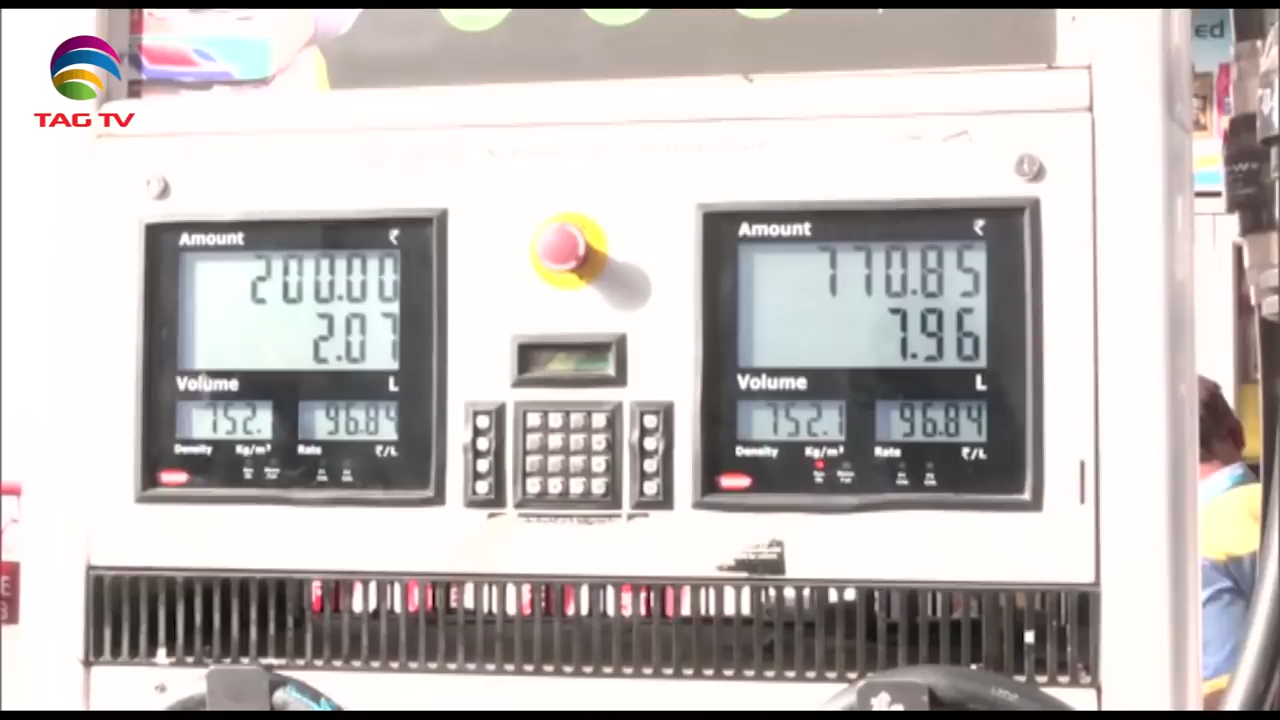 TAG TV
ed
Amount ₹
200.00
2.07
Volume L
752. 96.84
Density Kg/m³ Rate ₹/L
Amount ₹
770.85
7.96
Volume L
752.1 96.84
Density Kg/m³ Rate ₹/L